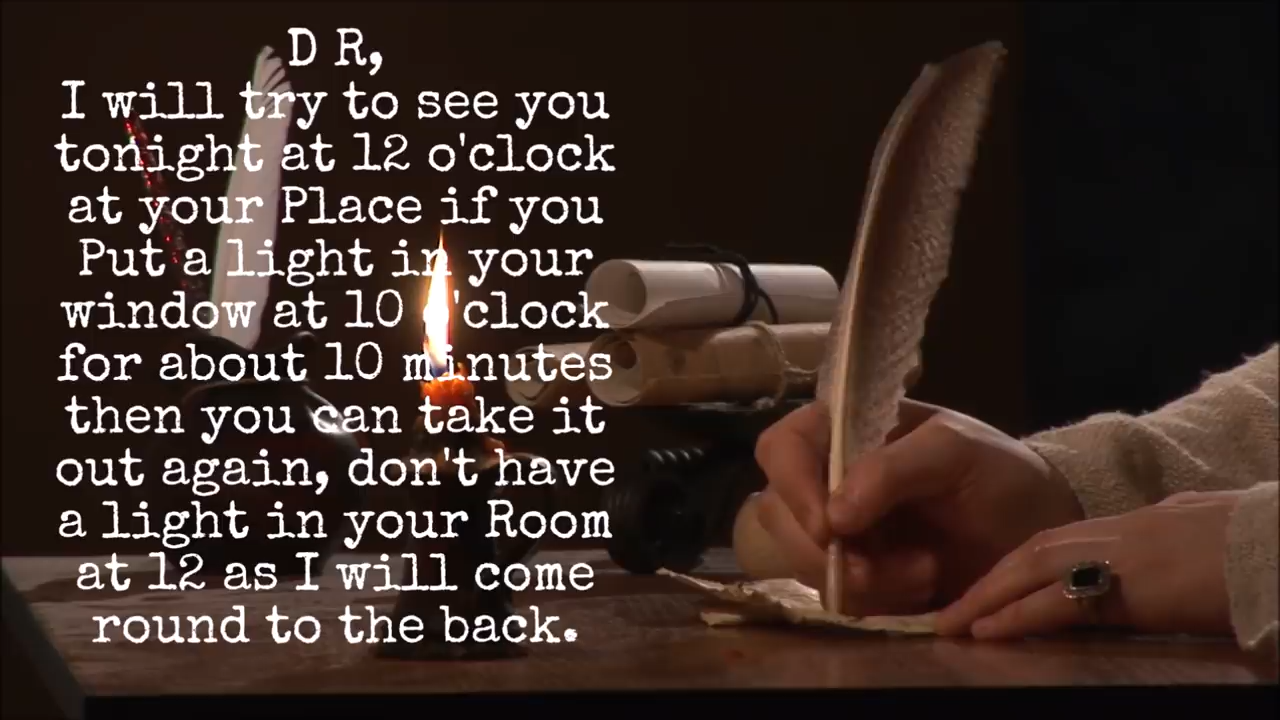 D R,
I will try to see you
tonight at 12 o'clock
at your Place if you
Put a light in your
window at 10 o'clock
for about 10 minutes
then you can take it
out again, don't have
a light in your Room
at 12 as I will come
round to the back.